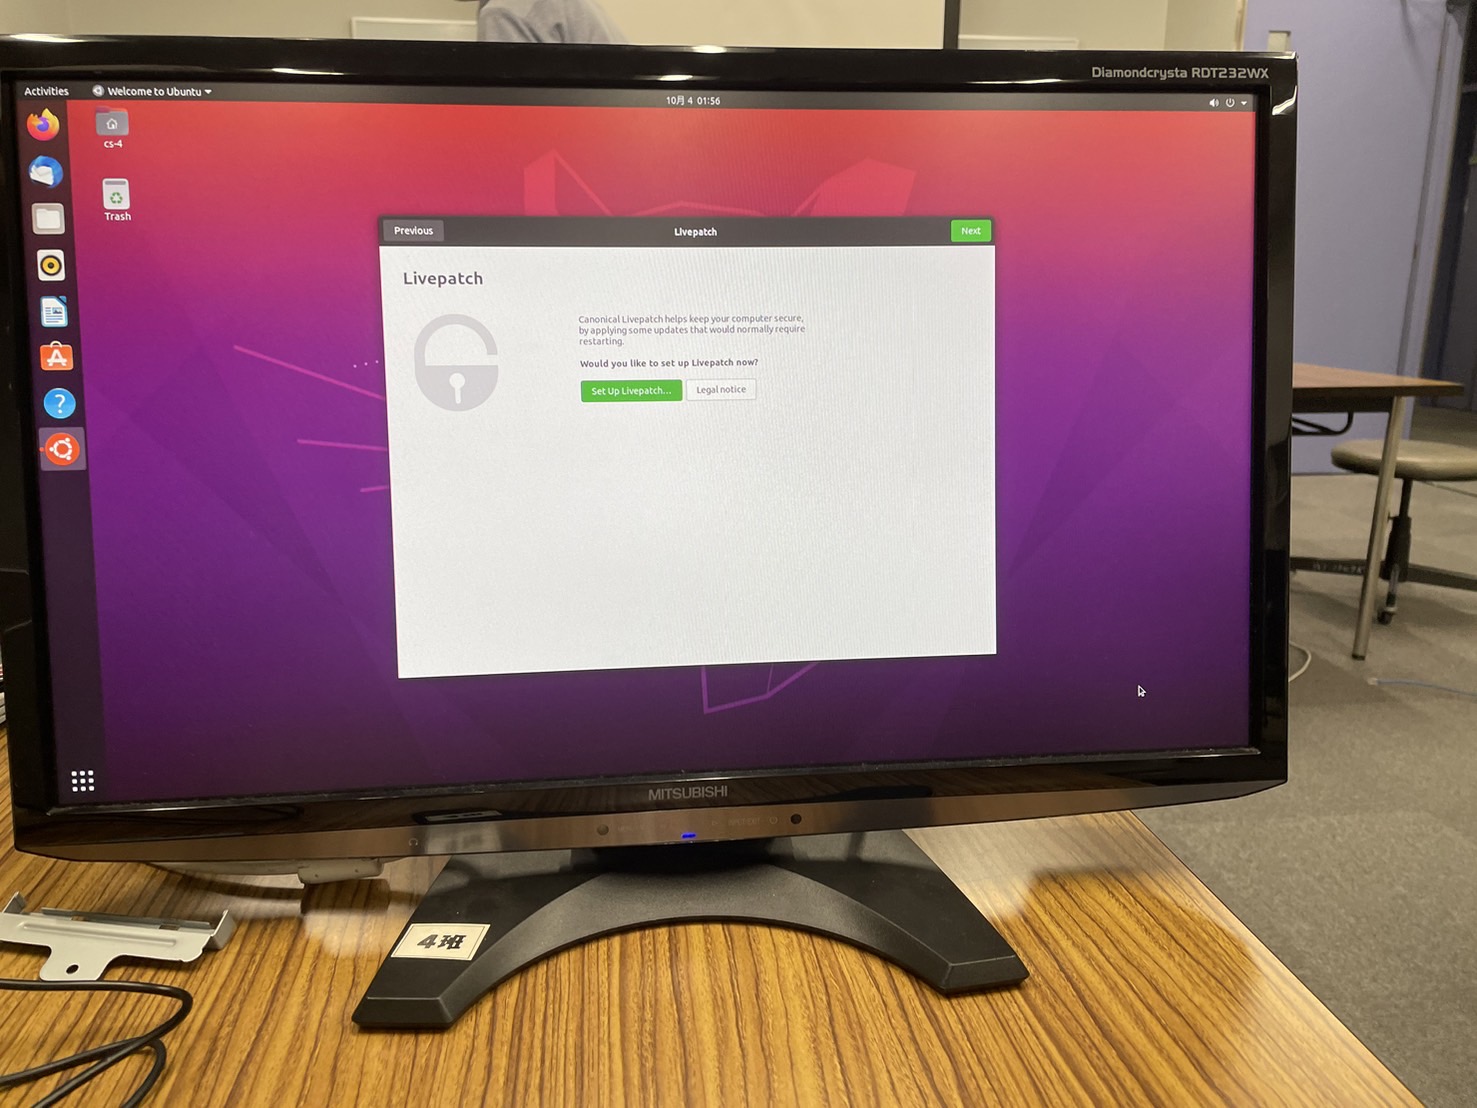 Diamondcrysta RDT232WX
Activities
Welcome to Ubuntu
10月 4 01:56
cs-4
Trash
Previous
Livepatch
Next
Livepatch
Canonical Livepatch helps keep your computer secure,
by applying some updates that would normally require
restarting.
Would you like to set up Livepatch now?
Set Up Livepatch...
Legal notice
MITSUBISHI
4班